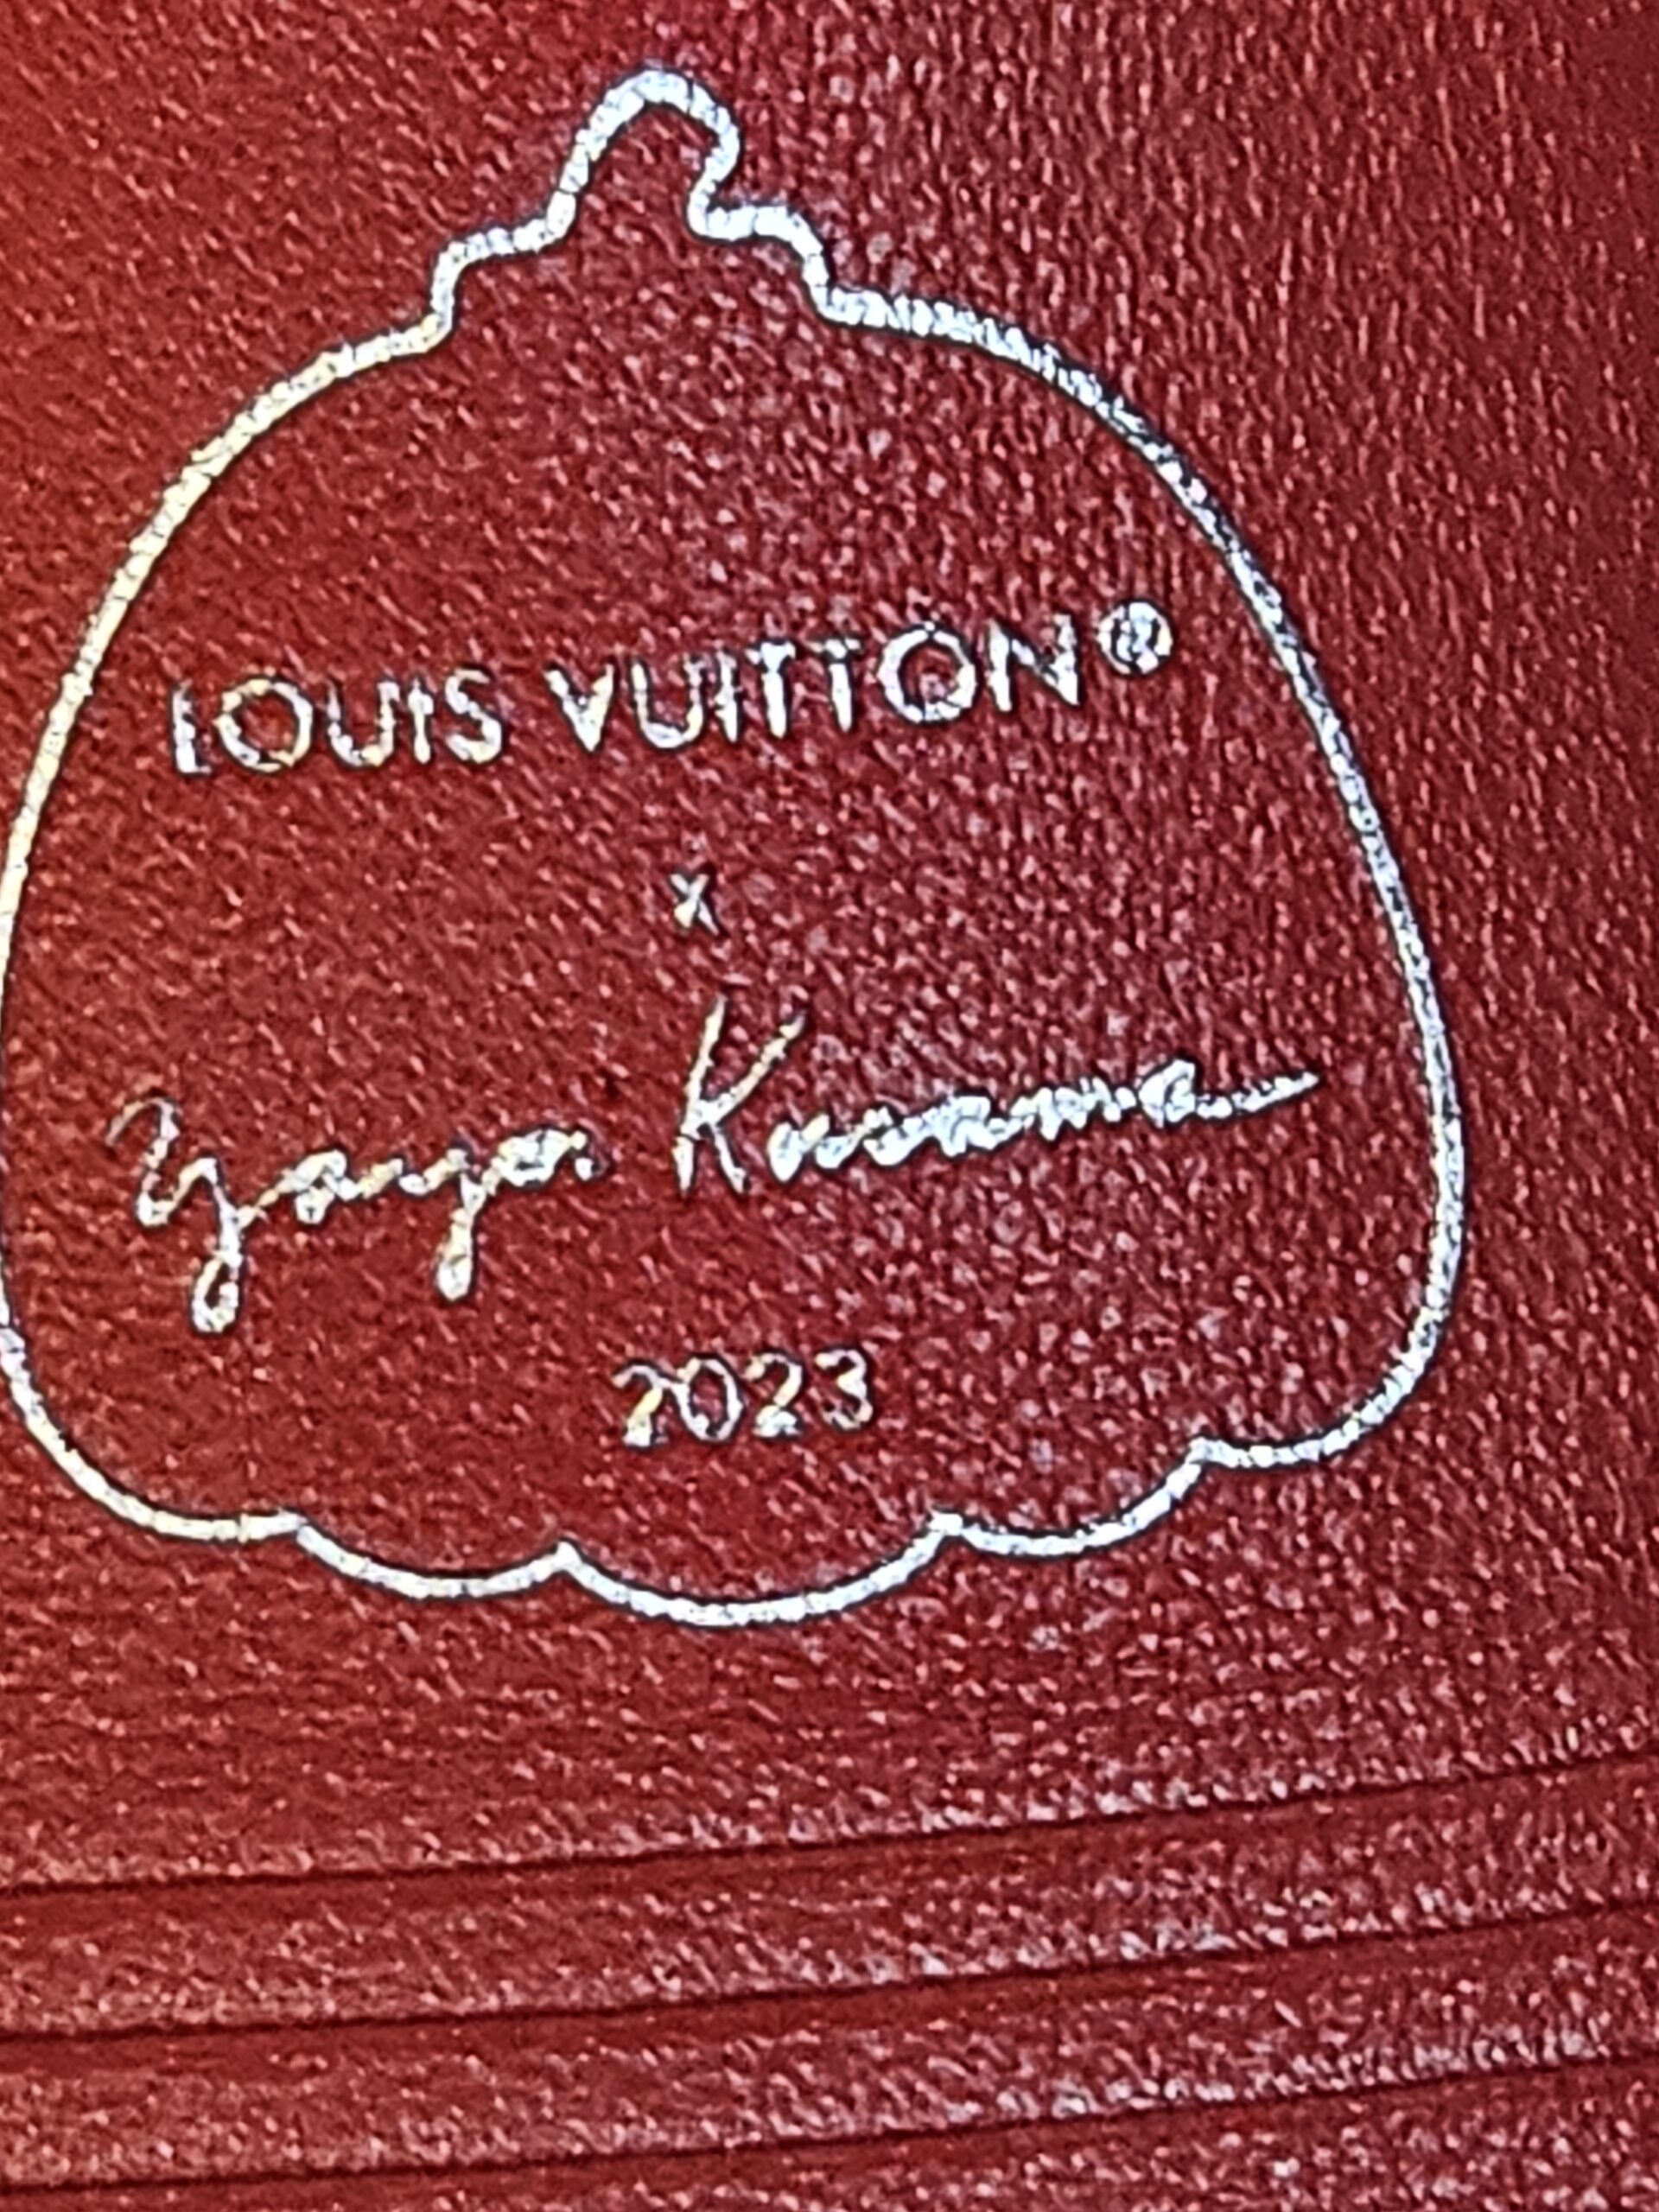 LOUIS VUITTON®
x
Yayoi Kusama
2023